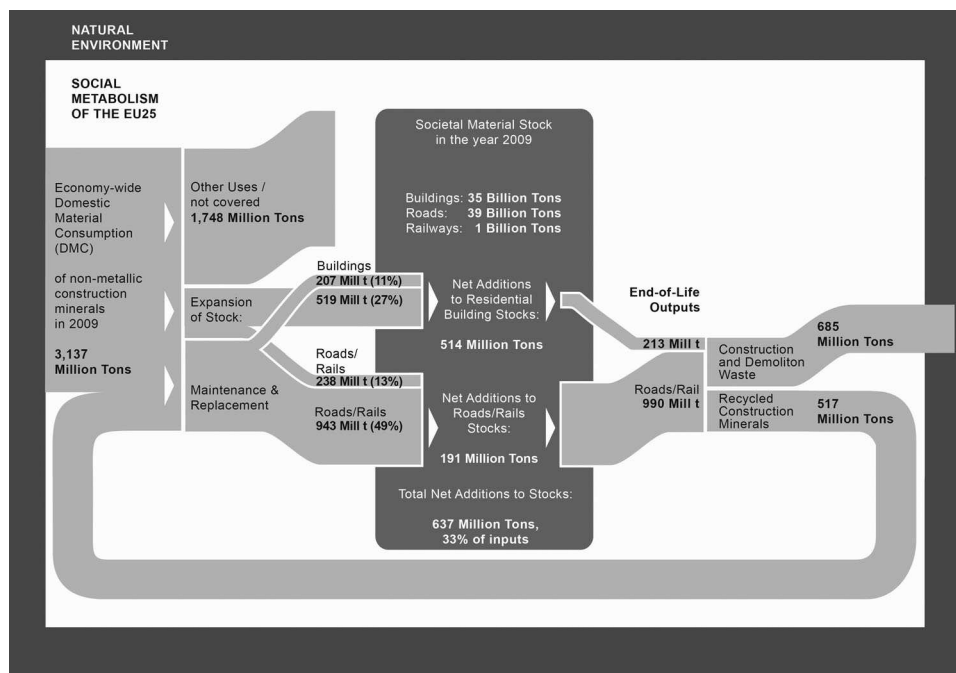 NATURAL
ENVIRONMENT
SOCIAL
METABOLISM
OF THE EU25
Economy-wide
Domestic
Material
Consumption
(DMC)
of non-metallic
construction
minerals
in 2009
3,137
Million Tons
Other Uses /
not covered
1,748 Million Tons
Expansion
of Stock:
Maintenance &
Replacement
Buildings
207 Mill t (11%)
519 Mill t (27%)
Roads/
Rails
238 Mill t (13%)
Roads/Rails
943 Mill t (49%)
Societal Material Stock
in the year 2009
Buildings: 35 Billion Tons
Roads: 39 Billion Tons
Railways: 1 Billion Tons
Net Additions
to Residential
Building Stocks:
514 Million Tons
Net Additions to
Roads/Rails
Stocks:
191 Million Tons
Total Net Additions to Stocks:
637 Million Tons,
33% of inputs
End-of-Life
Outputs
213 Mill t
Roads/Rail
990 Mill t
Construction
and Demoliton
Waste
685
Million Tons
Recycled
Construction
Minerals
517
Million Tons